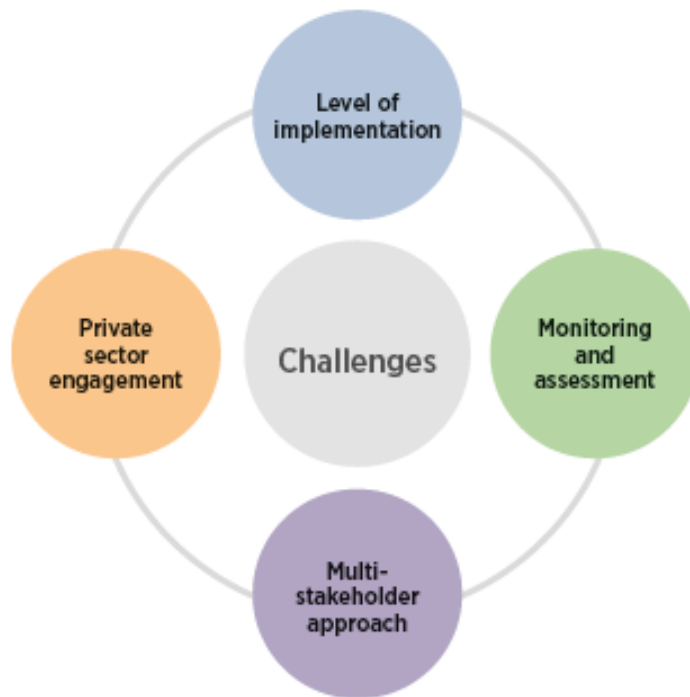 Level of
implementation
Private
sector
engagement
Challenges
Monitoring
and
assessment
Multi-
stakeholder
approach